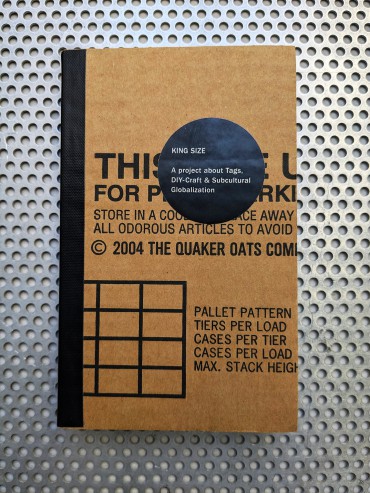 KING SIZE
A project about Tags,
DIY-Craft & Subcultural
Globalization
THIS E U
FOR P RKI
STORE IN A COO ACE AWAY
ALL ODOROUS ARTICLES TO AVOID
© 2004 THE QUAKER OATS COM
PALLET PATTERN
TIERS PER LOAD
CASES PER TIER
CASES PER LOAD
MAX. STACK HEIGH